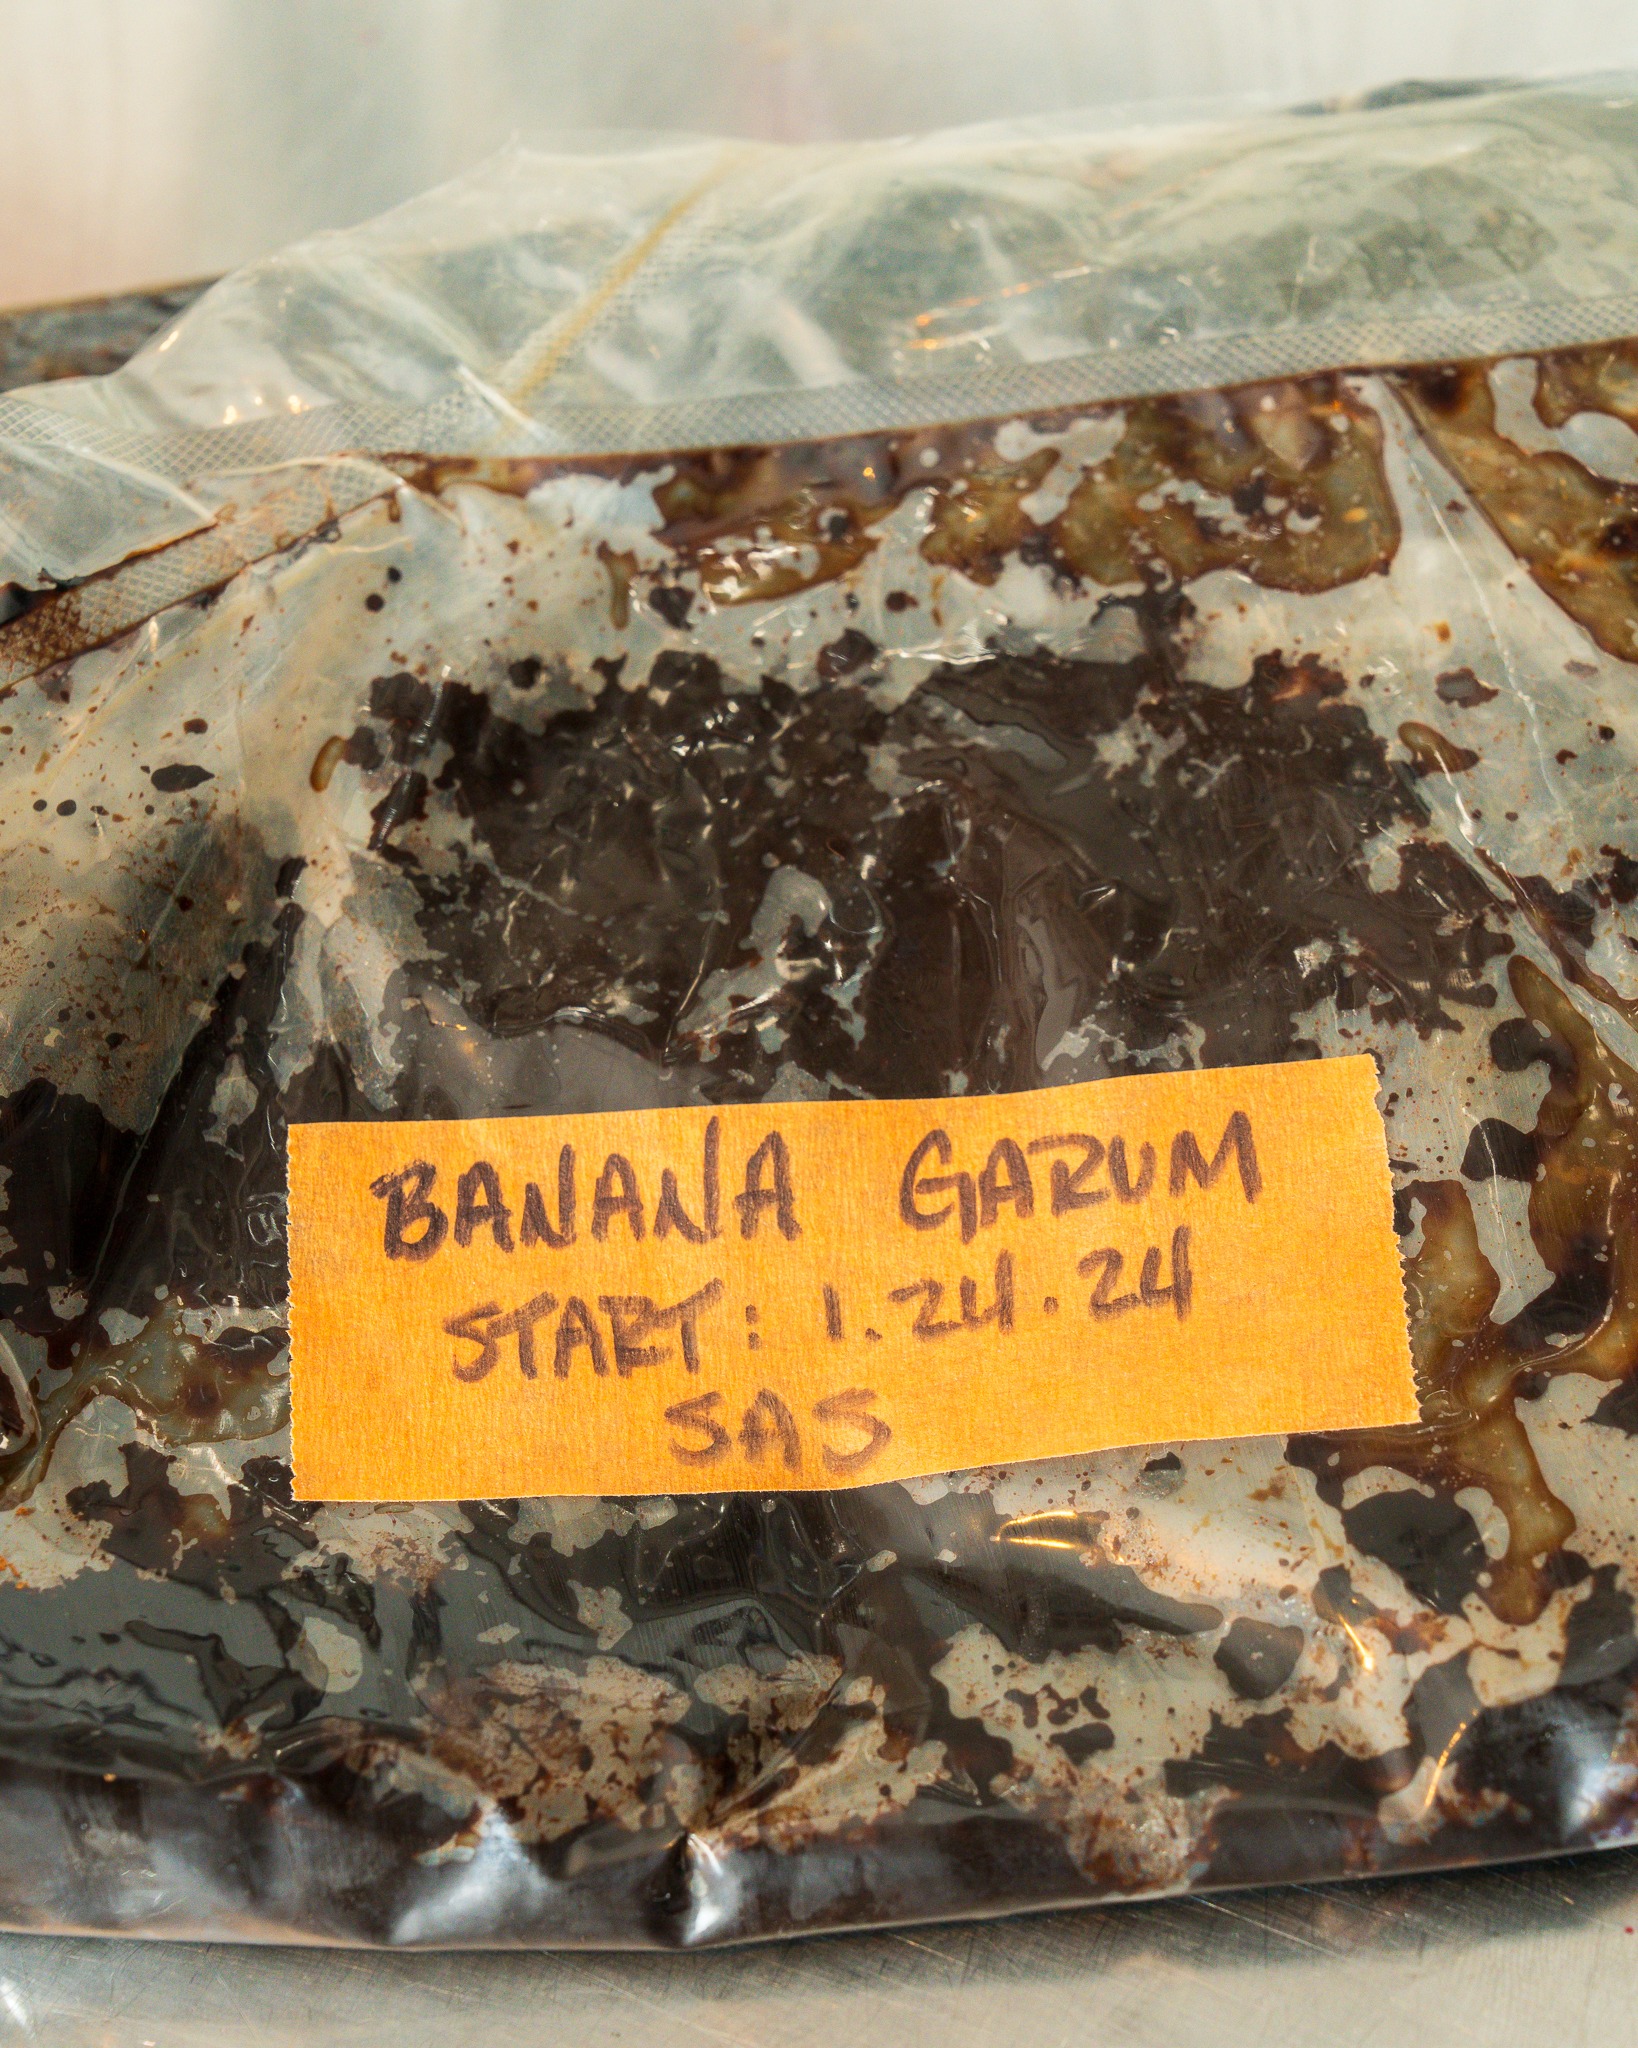 BANANA GARUM
START: 1.24.24
SAS